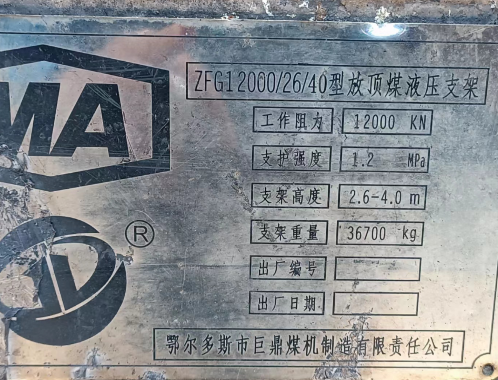 ZFG12000/26/40型放顶煤液压支架
MA
工作阻力 12000 KN
支护强度 1.2 MPa
支架高度 2.6-4.0 m
支架重量 36700 kg
®
出厂编号
出厂日期
鄂尔多斯市巨鼎煤机制造有限责任公司